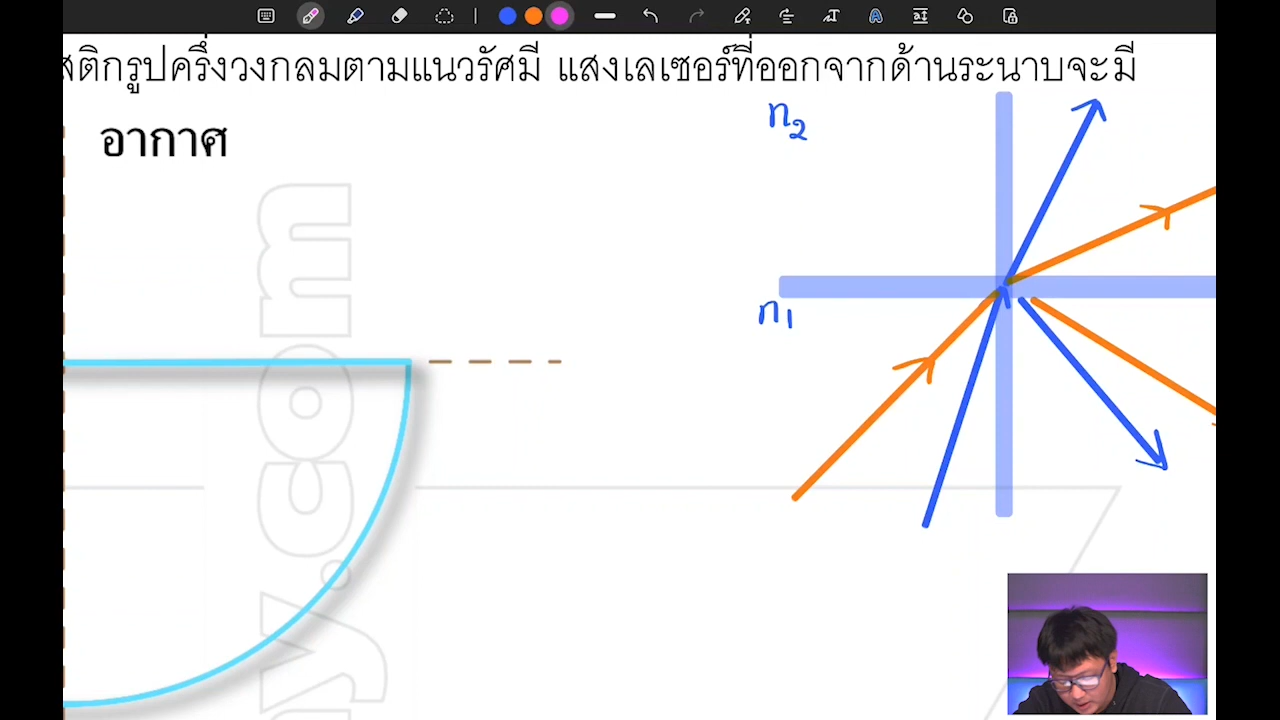 สติกรูปครึ่งวงกลมตามแนวรัศมี แสงเลเซอร์ที่ออกจากด้านระนาบจะมี
อากาศ
n2
n1
ny.com